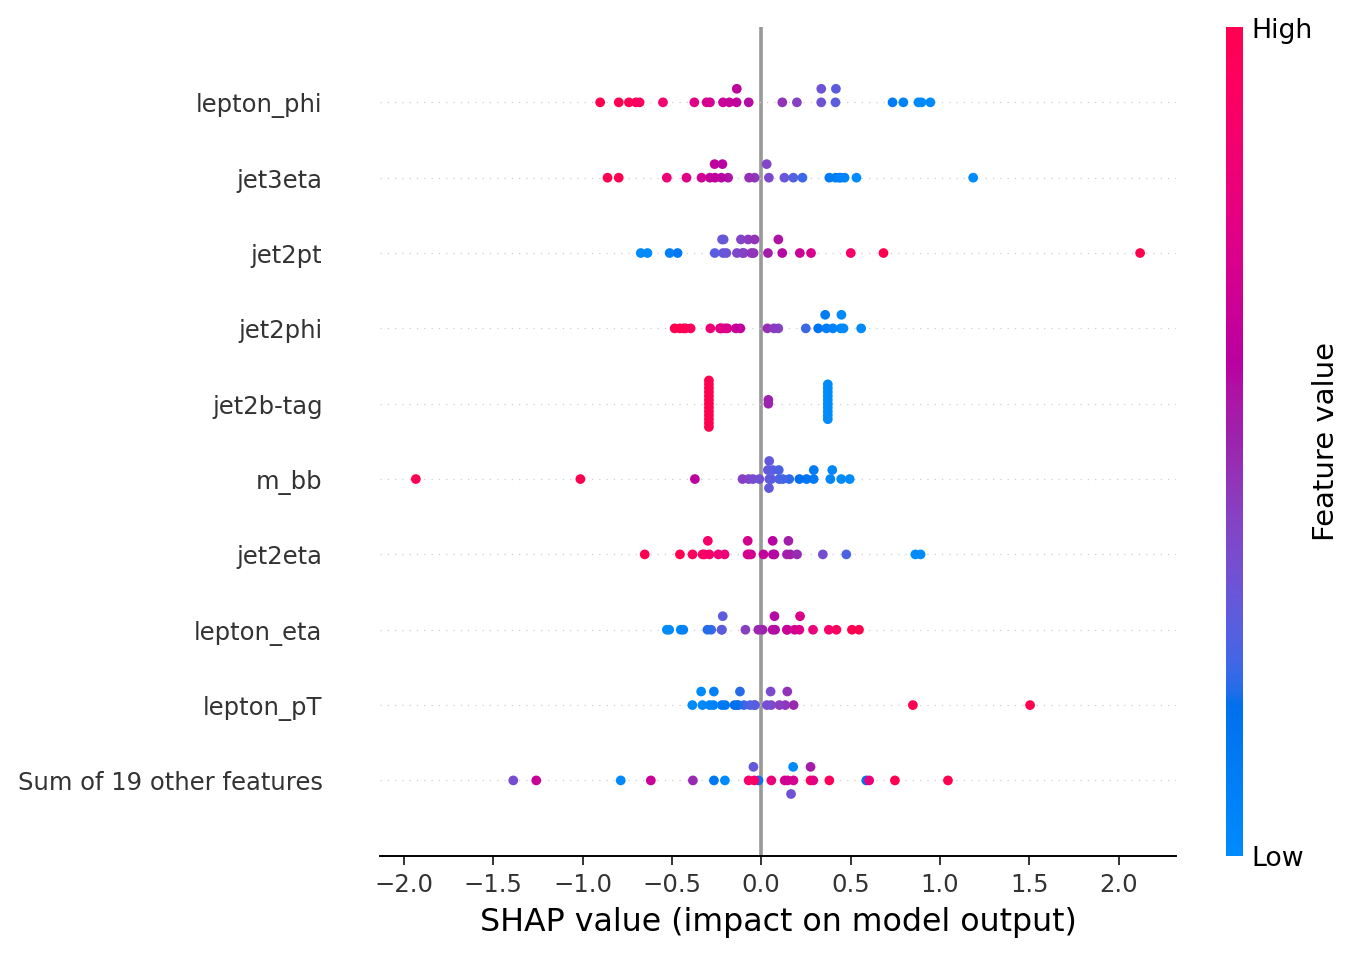 High
lepton_phi
jet3eta
jet2pt
jet2phi
jet2b-tag
m_bb
jet2eta
lepton_eta
lepton_pT
Sum of 19 other features
Feature value
Low
−2.0 −1.5 −1.0 −0.5 0.0 0.5 1.0 1.5 2.0
SHAP value (impact on model output)